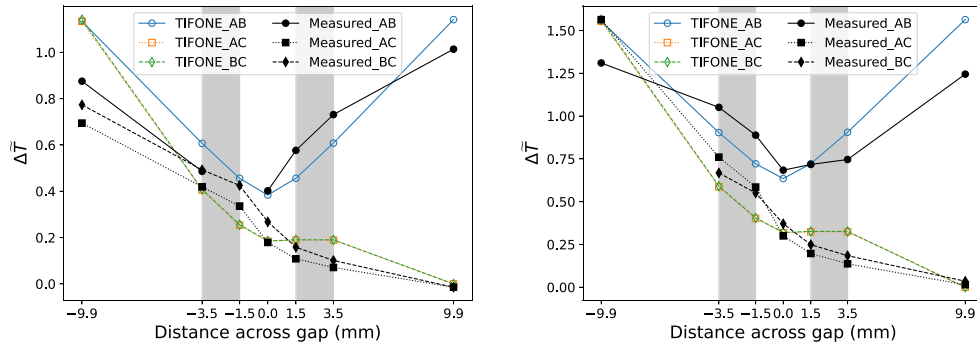 TIFONE_AB
TIFONE_AC
TIFONE_BC
Measured_AB
Measured_AC
Measured_BC
1.0
0.8
0.6
0.4
0.2
0.0
ΔT̃
−9.9
−3.5
−1.5
0.0
1.5
3.5
9.9
Distance across gap (mm)
TIFONE_AB
TIFONE_AC
TIFONE_BC
Measured_AB
Measured_AC
Measured_BC
1.50
1.25
1.00
0.75
0.50
0.25
0.00
ΔT̃
−9.9
−3.5
−1.5
0.0
1.5
3.5
9.9
Distance across gap (mm)